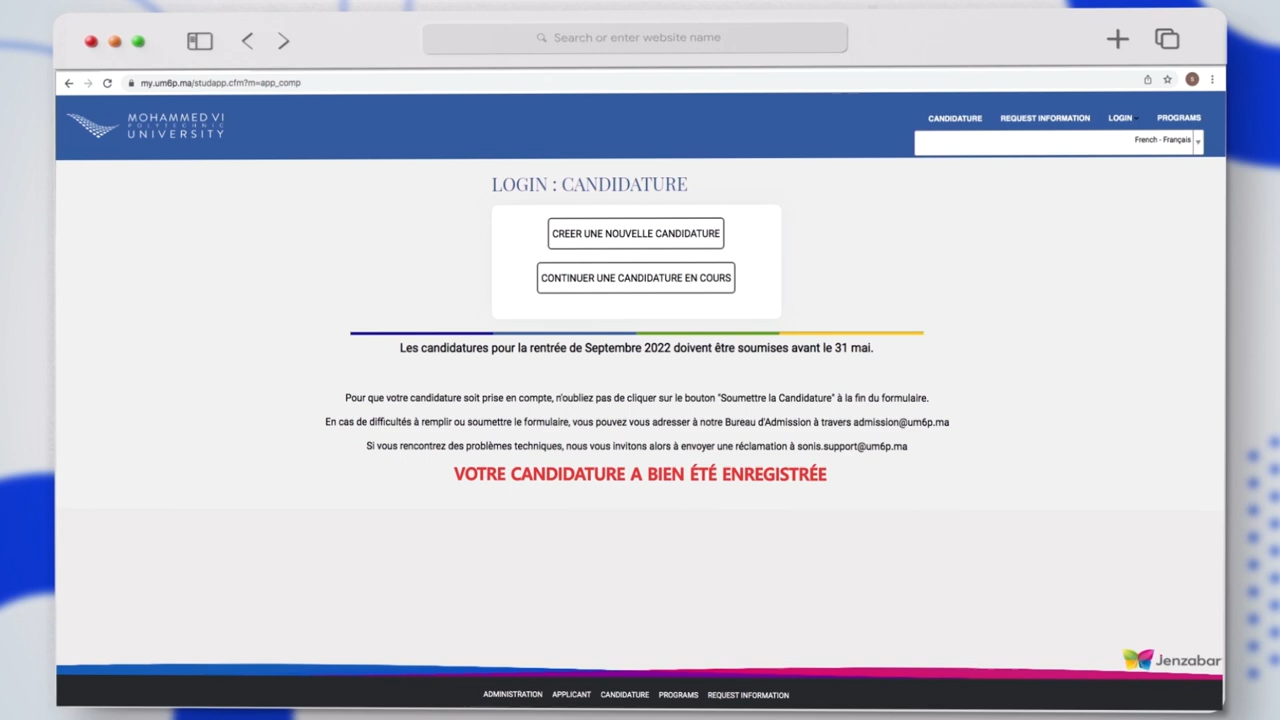 Search or enter website name
my.um6p.ma/studapp.cfm?m=app_comp
S
MOHAMMED VI
POLYTECHNIC
UNIVERSITY
CANDIDATURE
REQUEST INFORMATION
LOGIN
PROGRAMS
French - Français
LOGIN : CANDIDATURE
CREER UNE NOUVELLE CANDIDATURE
CONTINUER UNE CANDIDATURE EN COURS
Les candidatures pour la rentrée de Septembre 2022 doivent être soumises avant le 31 mai.
Pour que votre candidature soit prise en compte, n'oubliez pas de cliquer sur le bouton "Soumettre la Candidature" à la fin du formulaire.
En cas de difficultés à remplir ou soumettre le formulaire, vous pouvez vous adresser à notre Bureau d'Admission à travers admission@um6p.ma
Si vous rencontrez des problèmes techniques, nous vous invitons alors à envoyer une réclamation à sonis.support@um6p.ma
VOTRE CANDIDATURE A BIEN ÉTÉ ENREGISTRÉE
Jenzabar
ADMINISTRATION APPLICANT CANDIDATURE PROGRAMS REQUEST INFORMATION